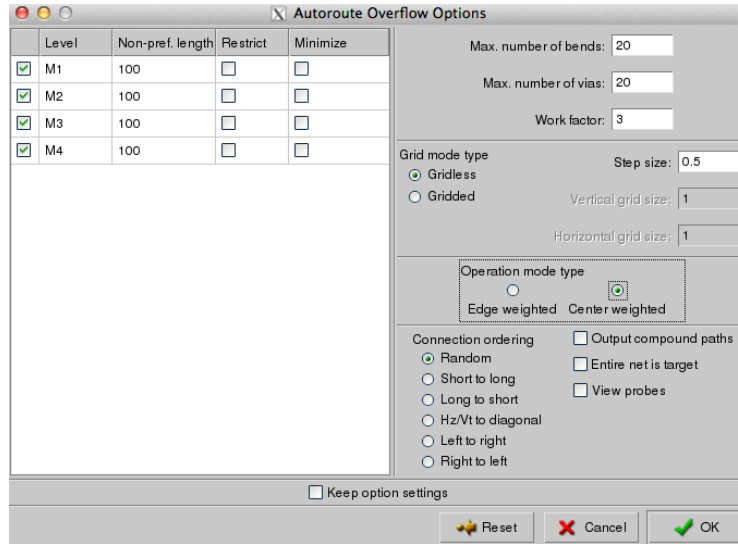 X Autoroute Overflow Options
Level Non-pref. length Restrict Minimize
M1 100
M2 100
M3 100
M4 100
Max. number of bends: 20
Max. number of vias: 20
Work factor: 3
Grid mode type
Gridless
Gridded
Step size: 0.5
Vertical grid size: 1
Horizontal grid size: 1
Operation mode type
Edge weighted Center weighted
Connection ordering
Random
Short to long
Long to short
Hz/Vt to diagonal
Left to right
Right to left
Output compound paths
Entire net is target
View probes
Keep option settings
Reset Cancel OK